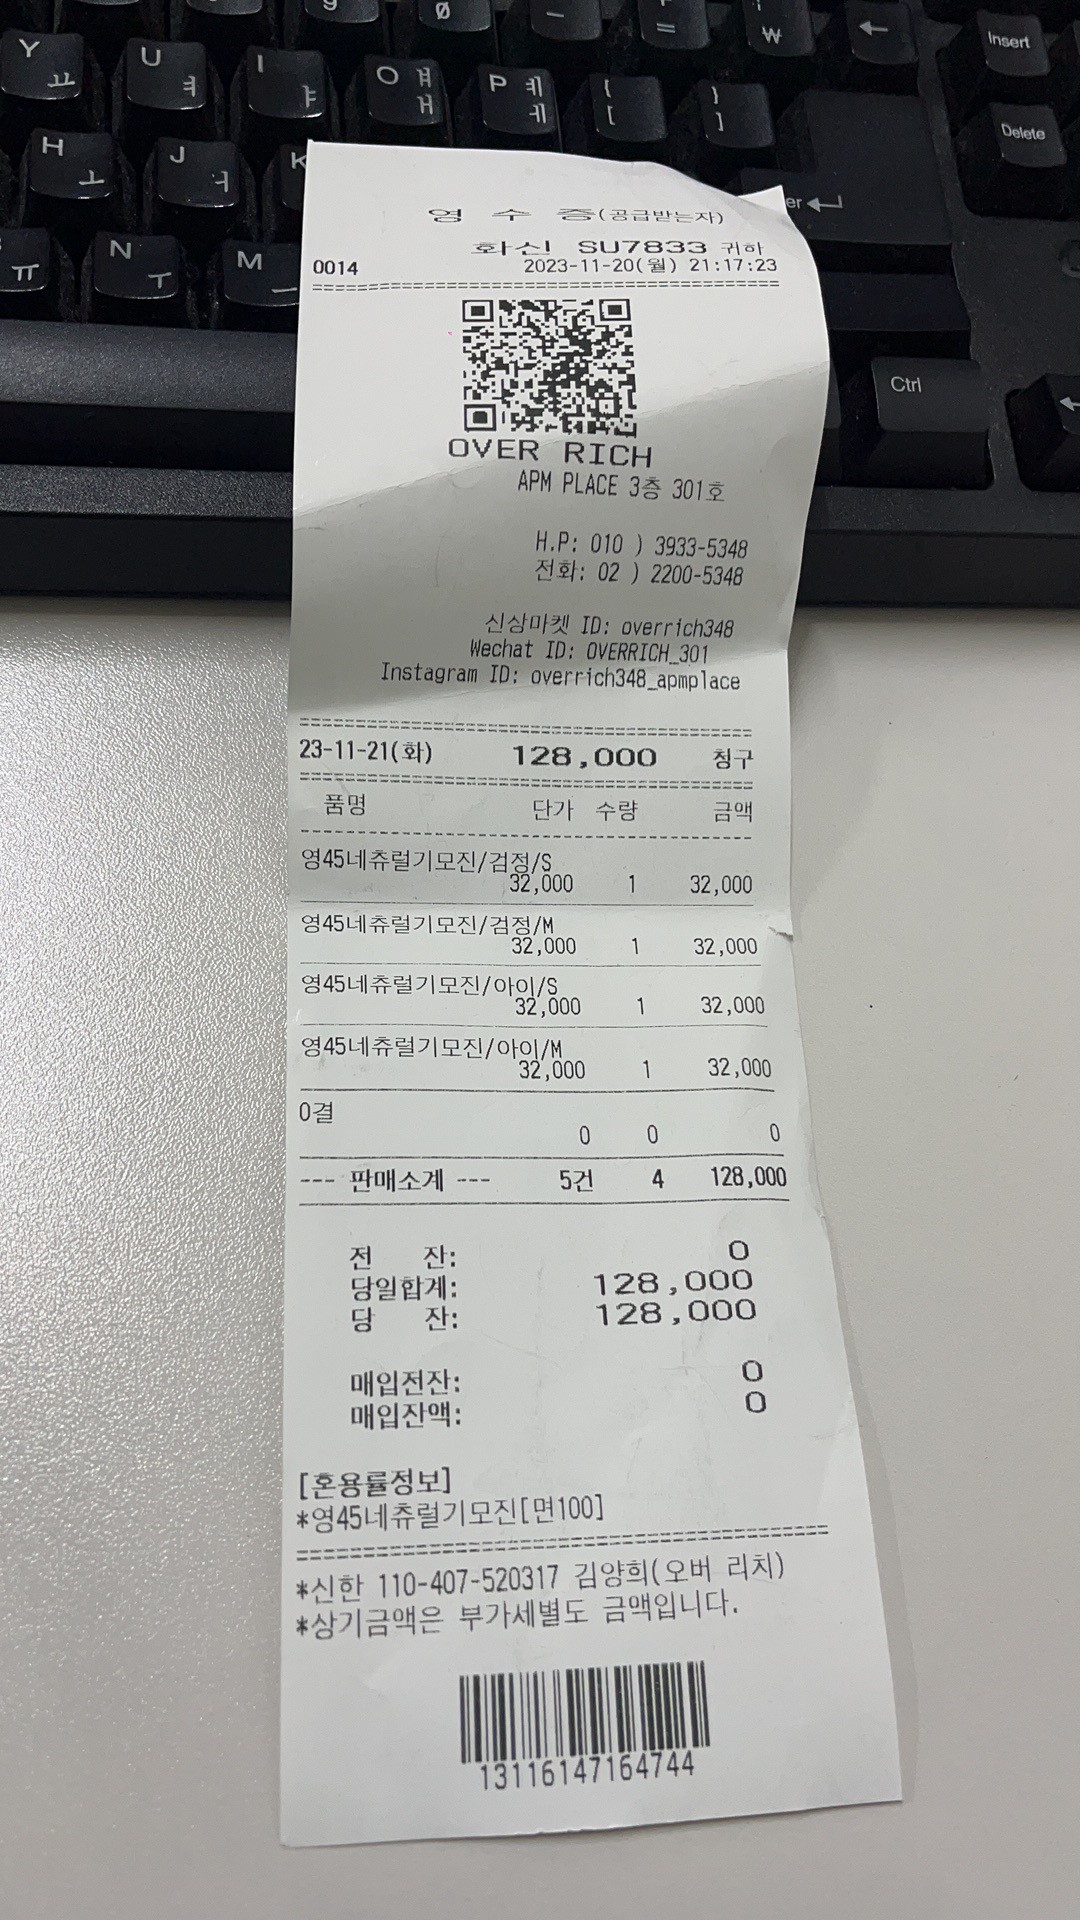 Y ㅛ
U ㅕ
I ㅑ
O ㅒ ㅐ
P ㅖ ㅔ
{ [
} ]
₩
Insert
Delete
H ㅗ
J ㅓ
K
er
N ㅜ
M ㅡ
ㅠ
Ctrl
영 수 증(공급받는자)
화신 SU7833 귀하
0014 2023-11-20(월) 21:17:23
OVER RICH
APM PLACE 3층 301호
H.P: 010 ) 3933-5348
전화: 02 ) 2200-5348
신상마켓 ID: overrich348
Wechat ID: OVERRICH_301
Instagram ID: overrich348_apmplace
23-11-21(화) 128,000 청구
품명 단가 수량 금액
영45네츄럴기모진/검정/S
32,000 1 32,000
영45네츄럴기모진/검정/M
32,000 1 32,000
영45네츄럴기모진/아이/S
32,000 1 32,000
영45네츄럴기모진/아이/M
32,000 1 32,000
0결
0 0 0
--- 판매소계 --- 5건 4 128,000
전 잔: 0
당일합계: 128,000
당 잔: 128,000
매입전잔: 0
매입잔액: 0
[혼용률정보]
*영45네츄럴기모진[면100]
*신한 110-407-520317 김양희(오버 리치)
*상기금액은 부가세별도 금액입니다.
13116147164744